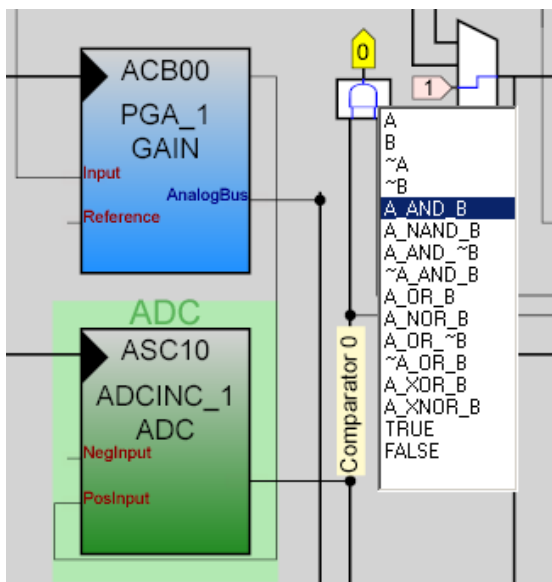 ACB00
PGA_1
GAIN
Input
AnalogBus
Reference
ADC
ASC10
ADCINC_1
ADC
NegInput
PosInput
Comparator 0
0
1
A
B
~A
~B
A_AND_B
A_NAND_B
A_AND_~B
~A_AND_B
A_OR_B
A_NOR_B
A_OR_~B
~A_OR_B
A_XOR_B
A_XNOR_B
TRUE
FALSE